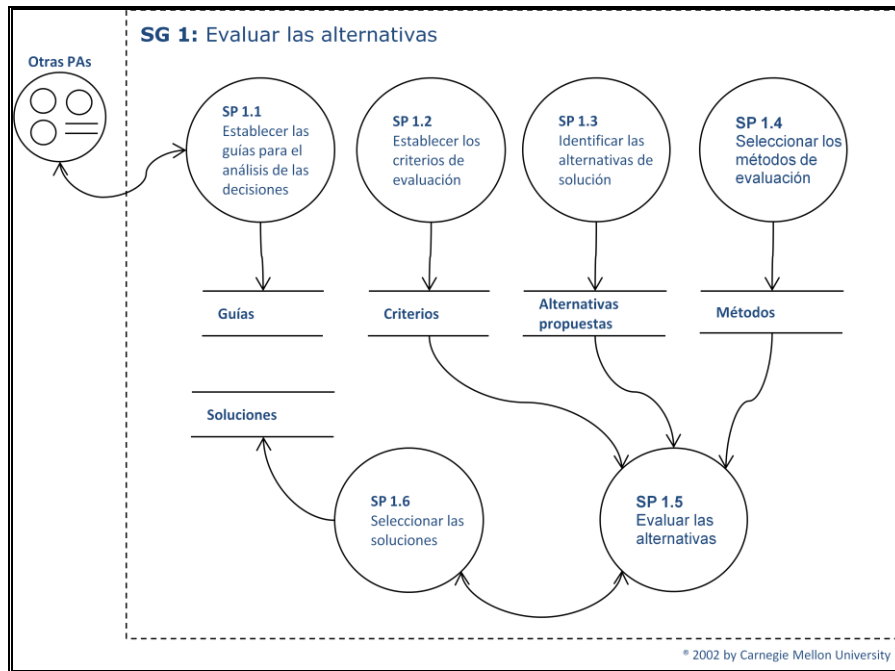 SG 1: Evaluar las alternativas
Otras PAs
SP 1.1
Establecer las
guías para el
análisis de las
decisiones
SP 1.2
Establecer los
criterios de
evaluación
SP 1.3
Identificar las
alternativas de
solución
SP 1.4
Seleccionar los
métodos de
evaluación
Guías
Criterios
Alternativas
propuestas
Métodos
Soluciones
SP 1.6
Seleccionar las
soluciones
SP 1.5
Evaluar las
alternativas
® 2002 by Carnegie Mellon University